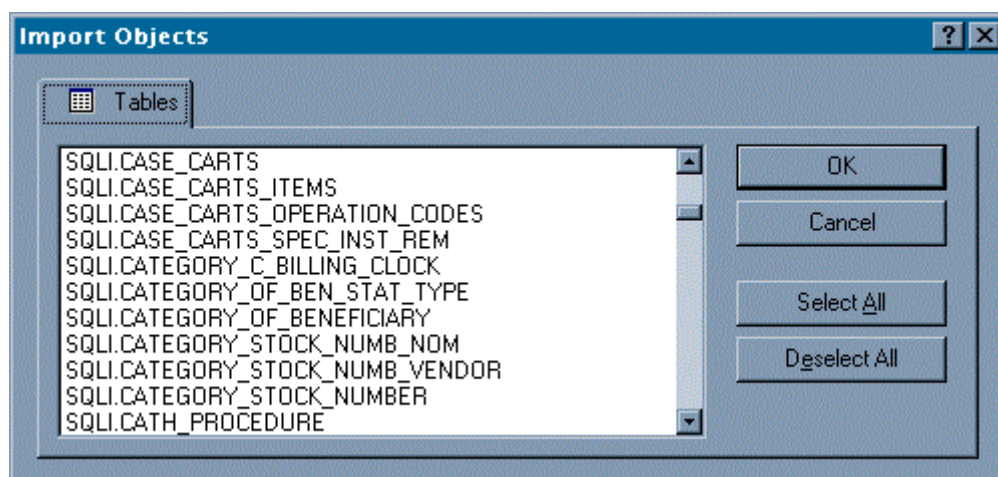 Import Objects
Tables
SQLI.CASE_CARTS
SQLI.CASE_CARTS_ITEMS
SQLI.CASE_CARTS_OPERATION_CODES
SQLI.CASE_CARTS_SPEC_INST_REM
SQLI.CATEGORY_C_BILLING_CLOCK
SQLI.CATEGORY_OF_BEN_STAT_TYPE
SQLI.CATEGORY_OF_BENEFICIARY
SQLI.CATEGORY_STOCK_NUMB_NOM
SQLI.CATEGORY_STOCK_NUMB_VENDOR
SQLI.CATEGORY_STOCK_NUMBER
SQLI.CATH_PROCEDURE
OK
Cancel
Select All
Deselect All